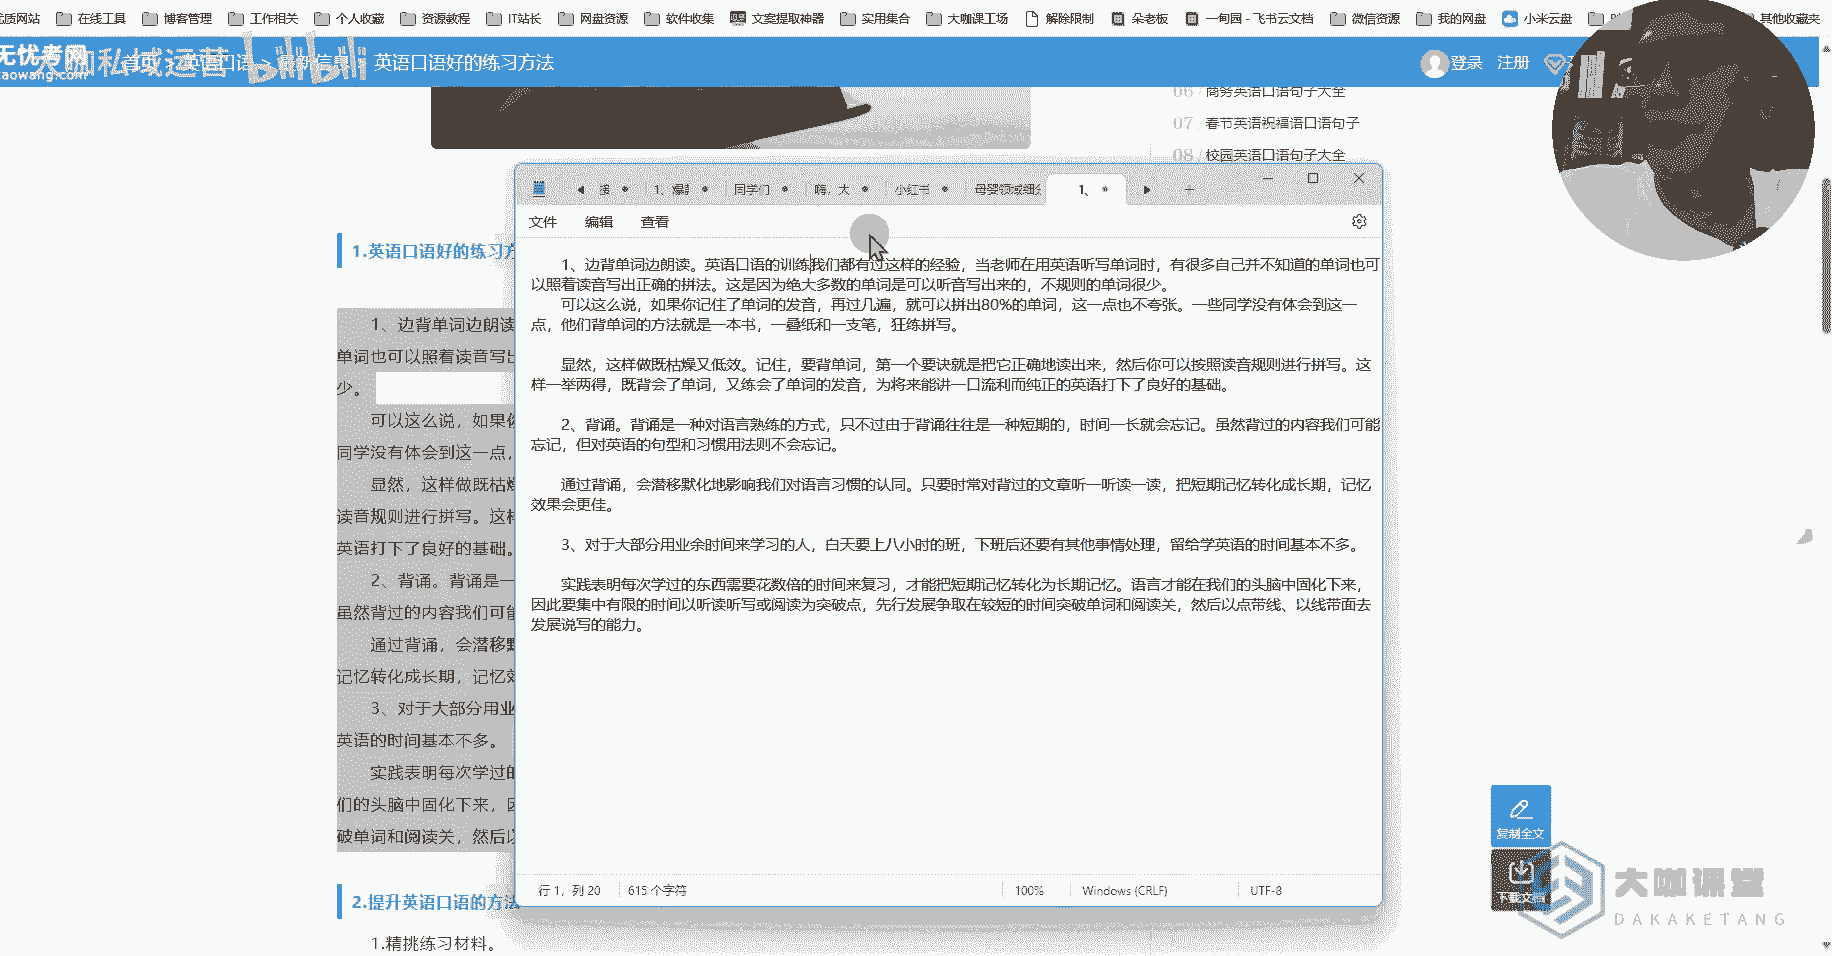 优质网站 在线工具 博客管理 工作相关 个人收藏 资源教程 IT站长 网盘资源 软件收集 文案提取神器 实用集合 大咖课工场 解除限制 朵老板 一甸园 - 飞书云文档 微信资源 我的网盘 小米云盘 其他收藏夹
无忧考网
大咖私域运营 bilibili
首页 > 英语口语 > 最新信息 > 英语口语好的练习方法
登录 注册
06 / 商务英语口语句子大全
07 / 春节英语祝福语口语句子
08 / 校园英语口语句子大全
1、爆 同学们 嗨，大 小红书 母婴领域细分 1、
文件 编辑 查看
1、边背单词边朗读。英语口语的训练我们都有过这样的经验，当老师在用英语听写单词时，有很多自己并不知道的单词也可
以照着读音写出正确的拼法。这是因为绝大多数的单词是可以听音写出来的，不规则的单词很少。
可以这么说，如果你记住了单词的发音，再过几遍，就可以拼出80%的单词，这一点也不夸张。一些同学没有体会到这一
点，他们背单词的方法就是一本书，一叠纸和一支笔，狂练拼写。
显然，这样做既枯燥又低效。记住，要背单词，第一个要诀就是把它正确地读出来，然后你可以按照读音规则进行拼写。这
样一举两得，既背会了单词，又练会了单词的发音，为将来能讲一口流利而纯正的英语打下了良好的基础。
2、背诵。背诵是一种对语言熟练的方式，只不过由于背诵往往是一种短期的，时间一长就会忘记。虽然背过的内容我们可能
忘记，但对英语的句型和习惯用法则不会忘记。
通过背诵，会潜移默化地影响我们对语言习惯的认同。只要时常对背过的文章听一听读一读，把短期记忆转化成长期，记忆
效果会更佳。
3、对于大部分用业余时间来学习的人，白天要上八小时的班，下班后还要有其他事情处理，留给学英语的时间基本不多。
实践表明每次学过的东西需要花数倍的时间来复习，才能把短期记忆转化为长期记忆。语言才能在我们的头脑中固化下来，
因此要集中有限的时间以听读听写或阅读为突破点，先行发展争取在较短的时间突破单词和阅读关，然后以点带线、以线带面去
发展说写的能力。
行 1，列 20 615 个字符 100% Windows (CRLF) UTF-8
1.英语口语好的练习方
1、边背单词边朗读
单词也可以照着读音写出
少。
可以这么说，如果你
同学没有体会到这一点，
显然，这样做既枯燥
读音规则进行拼写。这样
英语打下了良好的基础。
2、背诵。背诵是一
虽然背过的内容我们可能
通过背诵，会潜移默
记忆转化成长期，记忆效
3、对于大部分用业
英语的时间基本不多。
实践表明每次学过的
们的头脑中固化下来，因
破单词和阅读关，然后以
2.提升英语口语的方法
1.精挑练习材料。
复制全文
下载文档
大咖课堂
DAKAKETANG